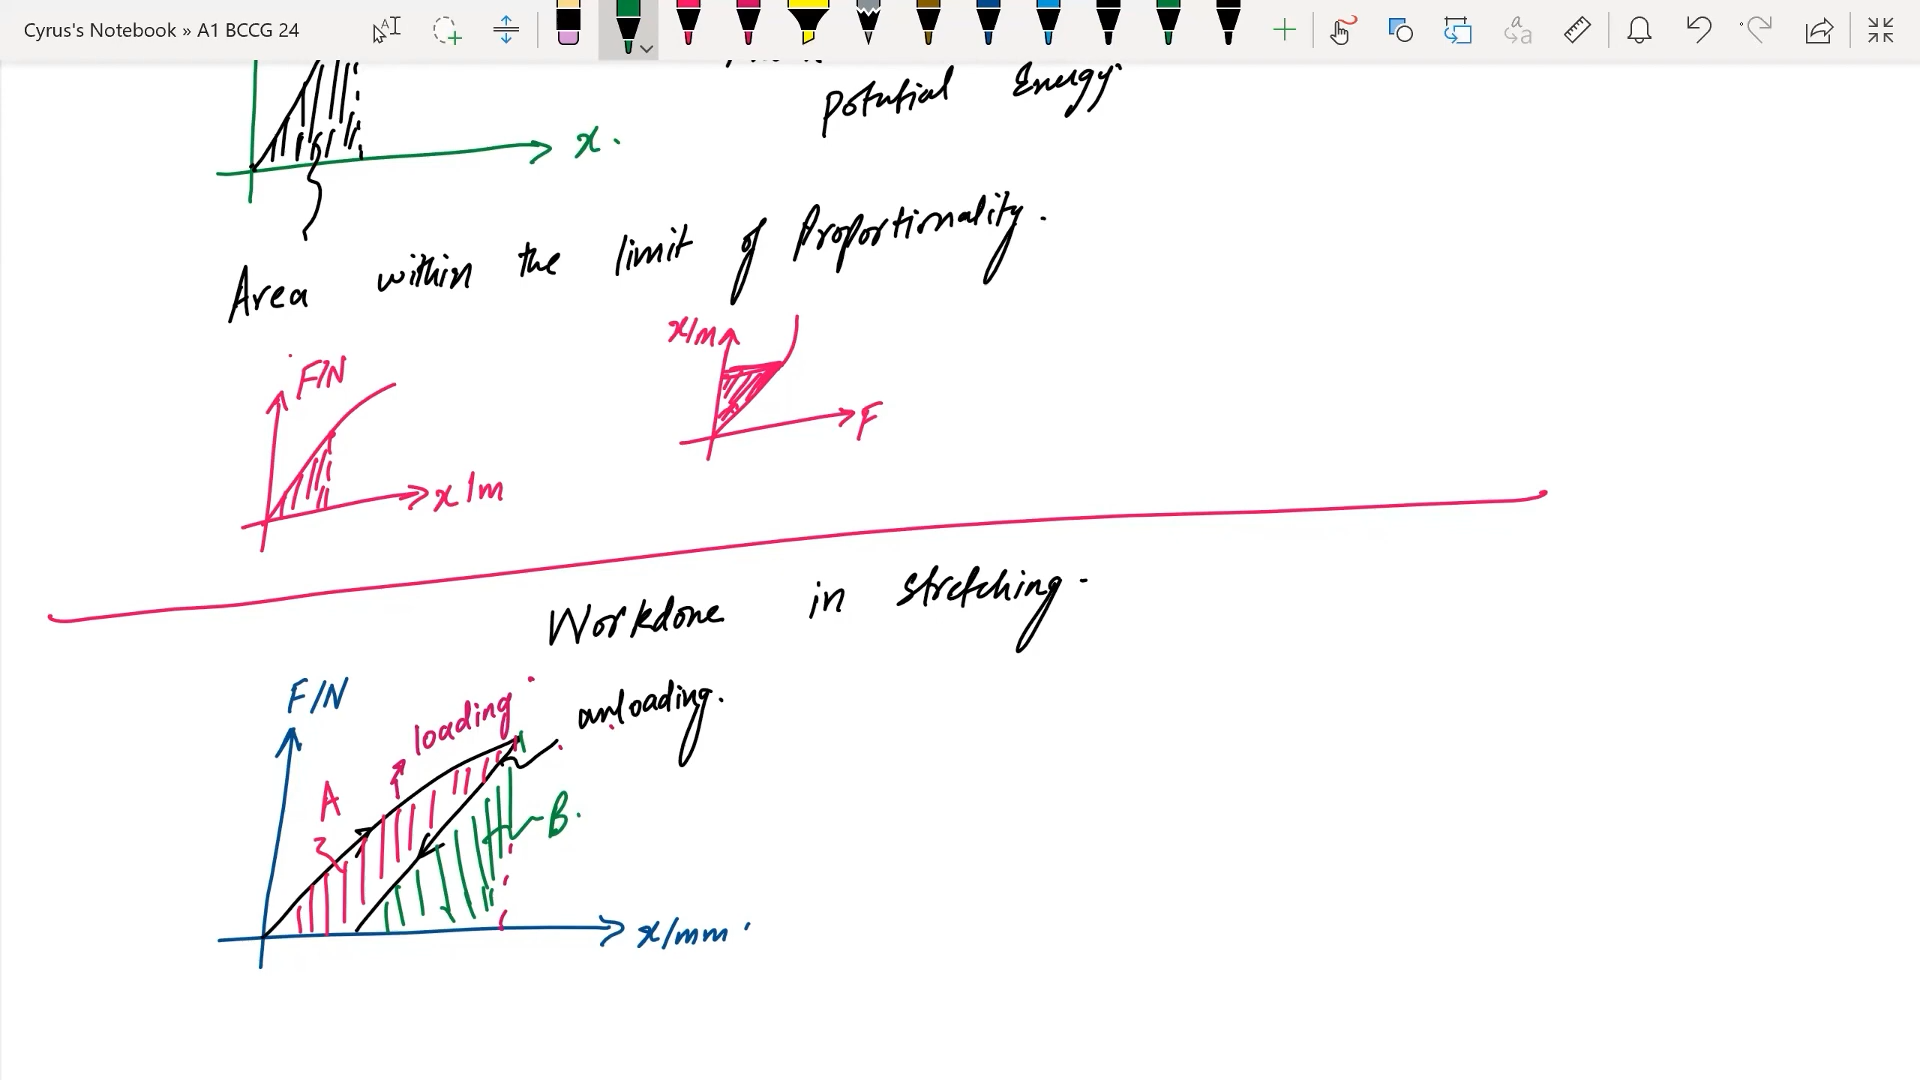 Cyrus's Notebook » A1 BCCG 24
Potential Energy.
x.
Area within the limit of Proportionality.
F/N
x/m
x/m
F
Workdone in stretching.
F/N
loading
unloading.
A
B.
x/mm.